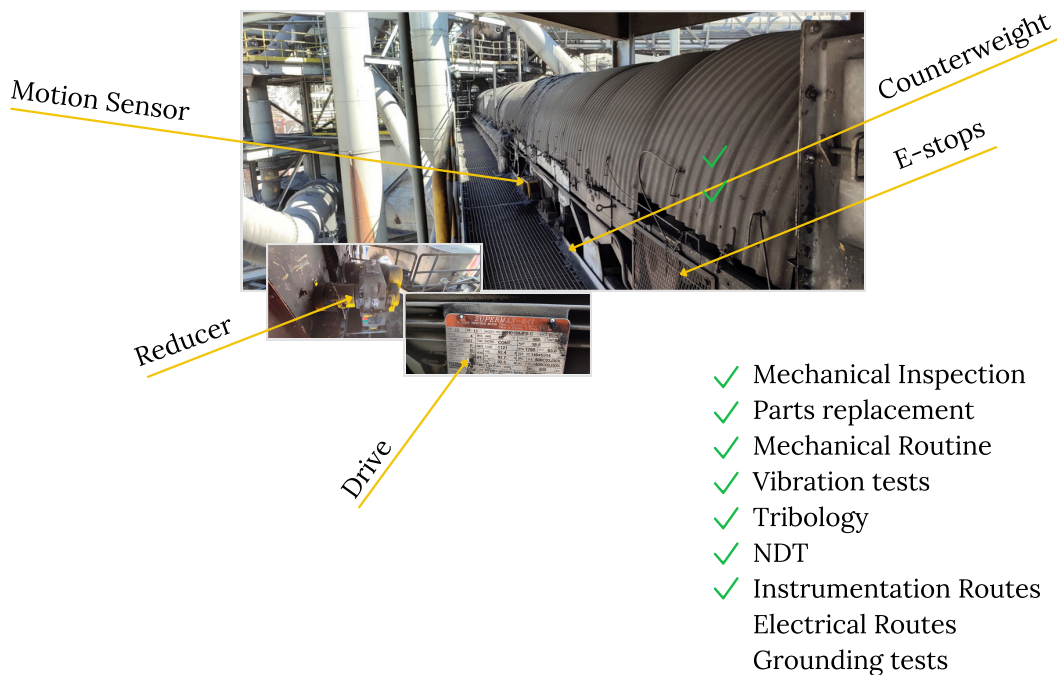 Motion Sensor
Counterweight
E-stops
Reducer
SUPERMAX
Drive
Mechanical Inspection
Parts replacement
Mechanical Routine
Vibration tests
Tribology
NDT
Instrumentation Routes
Electrical Routes
Grounding tests